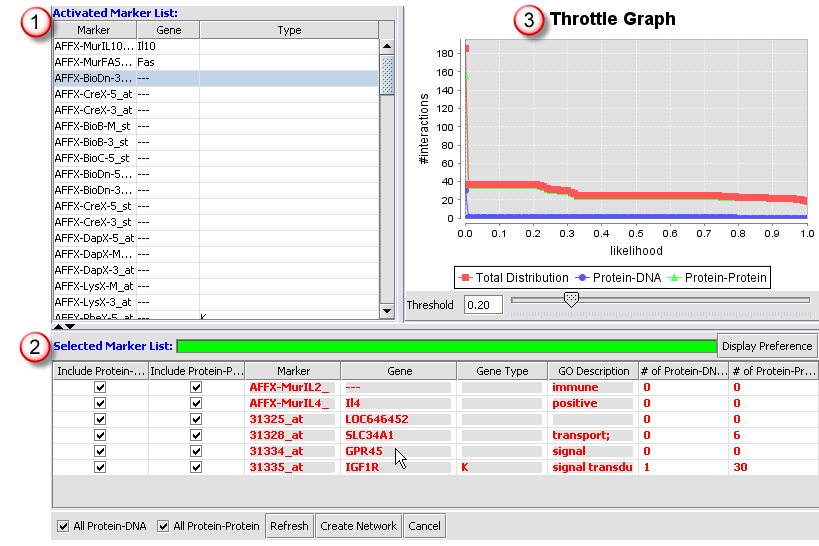 1
Activated Marker List:
Marker Gene Type
AFFX-MurIL10... Il10
AFFX-MurFAS... Fas
AFFX-BioDn-3... ---
AFFX-CreX-5_at ---
AFFX-CreX-3_at ---
AFFX-BioB-M_st ---
AFFX-BioB-3_st ---
AFFX-BioC-5_st ---
AFFX-BioDn-5... ---
AFFX-BioDn-3... ---
AFFX-CreX-5_st ---
AFFX-CreX-3_st ---
AFFX-DapX-5_at ---
AFFX-DapX-M... ---
AFFX-DapX-3_at ---
AFFX-LysX-M_at ---
AFFX-LysX-3_at ---
AFFX-PheX-5_at --- K
3 Throttle Graph
#interactions
180
160
140
120
100
80
60
40
20
0
0.0 0.1 0.2 0.3 0.4 0.5 0.6 0.7 0.8 0.9 1.0
likelihood
Total Distribution Protein-DNA Protein-Protein
Threshold 0.20
2
Selected Marker List: Display Preference
Include Protein-... Include Protein-P... Marker Gene Gene Type GO Description # of Protein-DN... # of Protein-Pr...
AFFX-MurIL2_ --- immune 0 0
AFFX-MurIL4_ Il4 positive 0 0
31325_at LOC646452 0 0
31328_at SLC34A1 transport; 0 6
31334_at GPR45 signal 0 0
31335_at IGF1R K signal transdu 1 30
All Protein-DNA All Protein-Protein Refresh Create Network Cancel